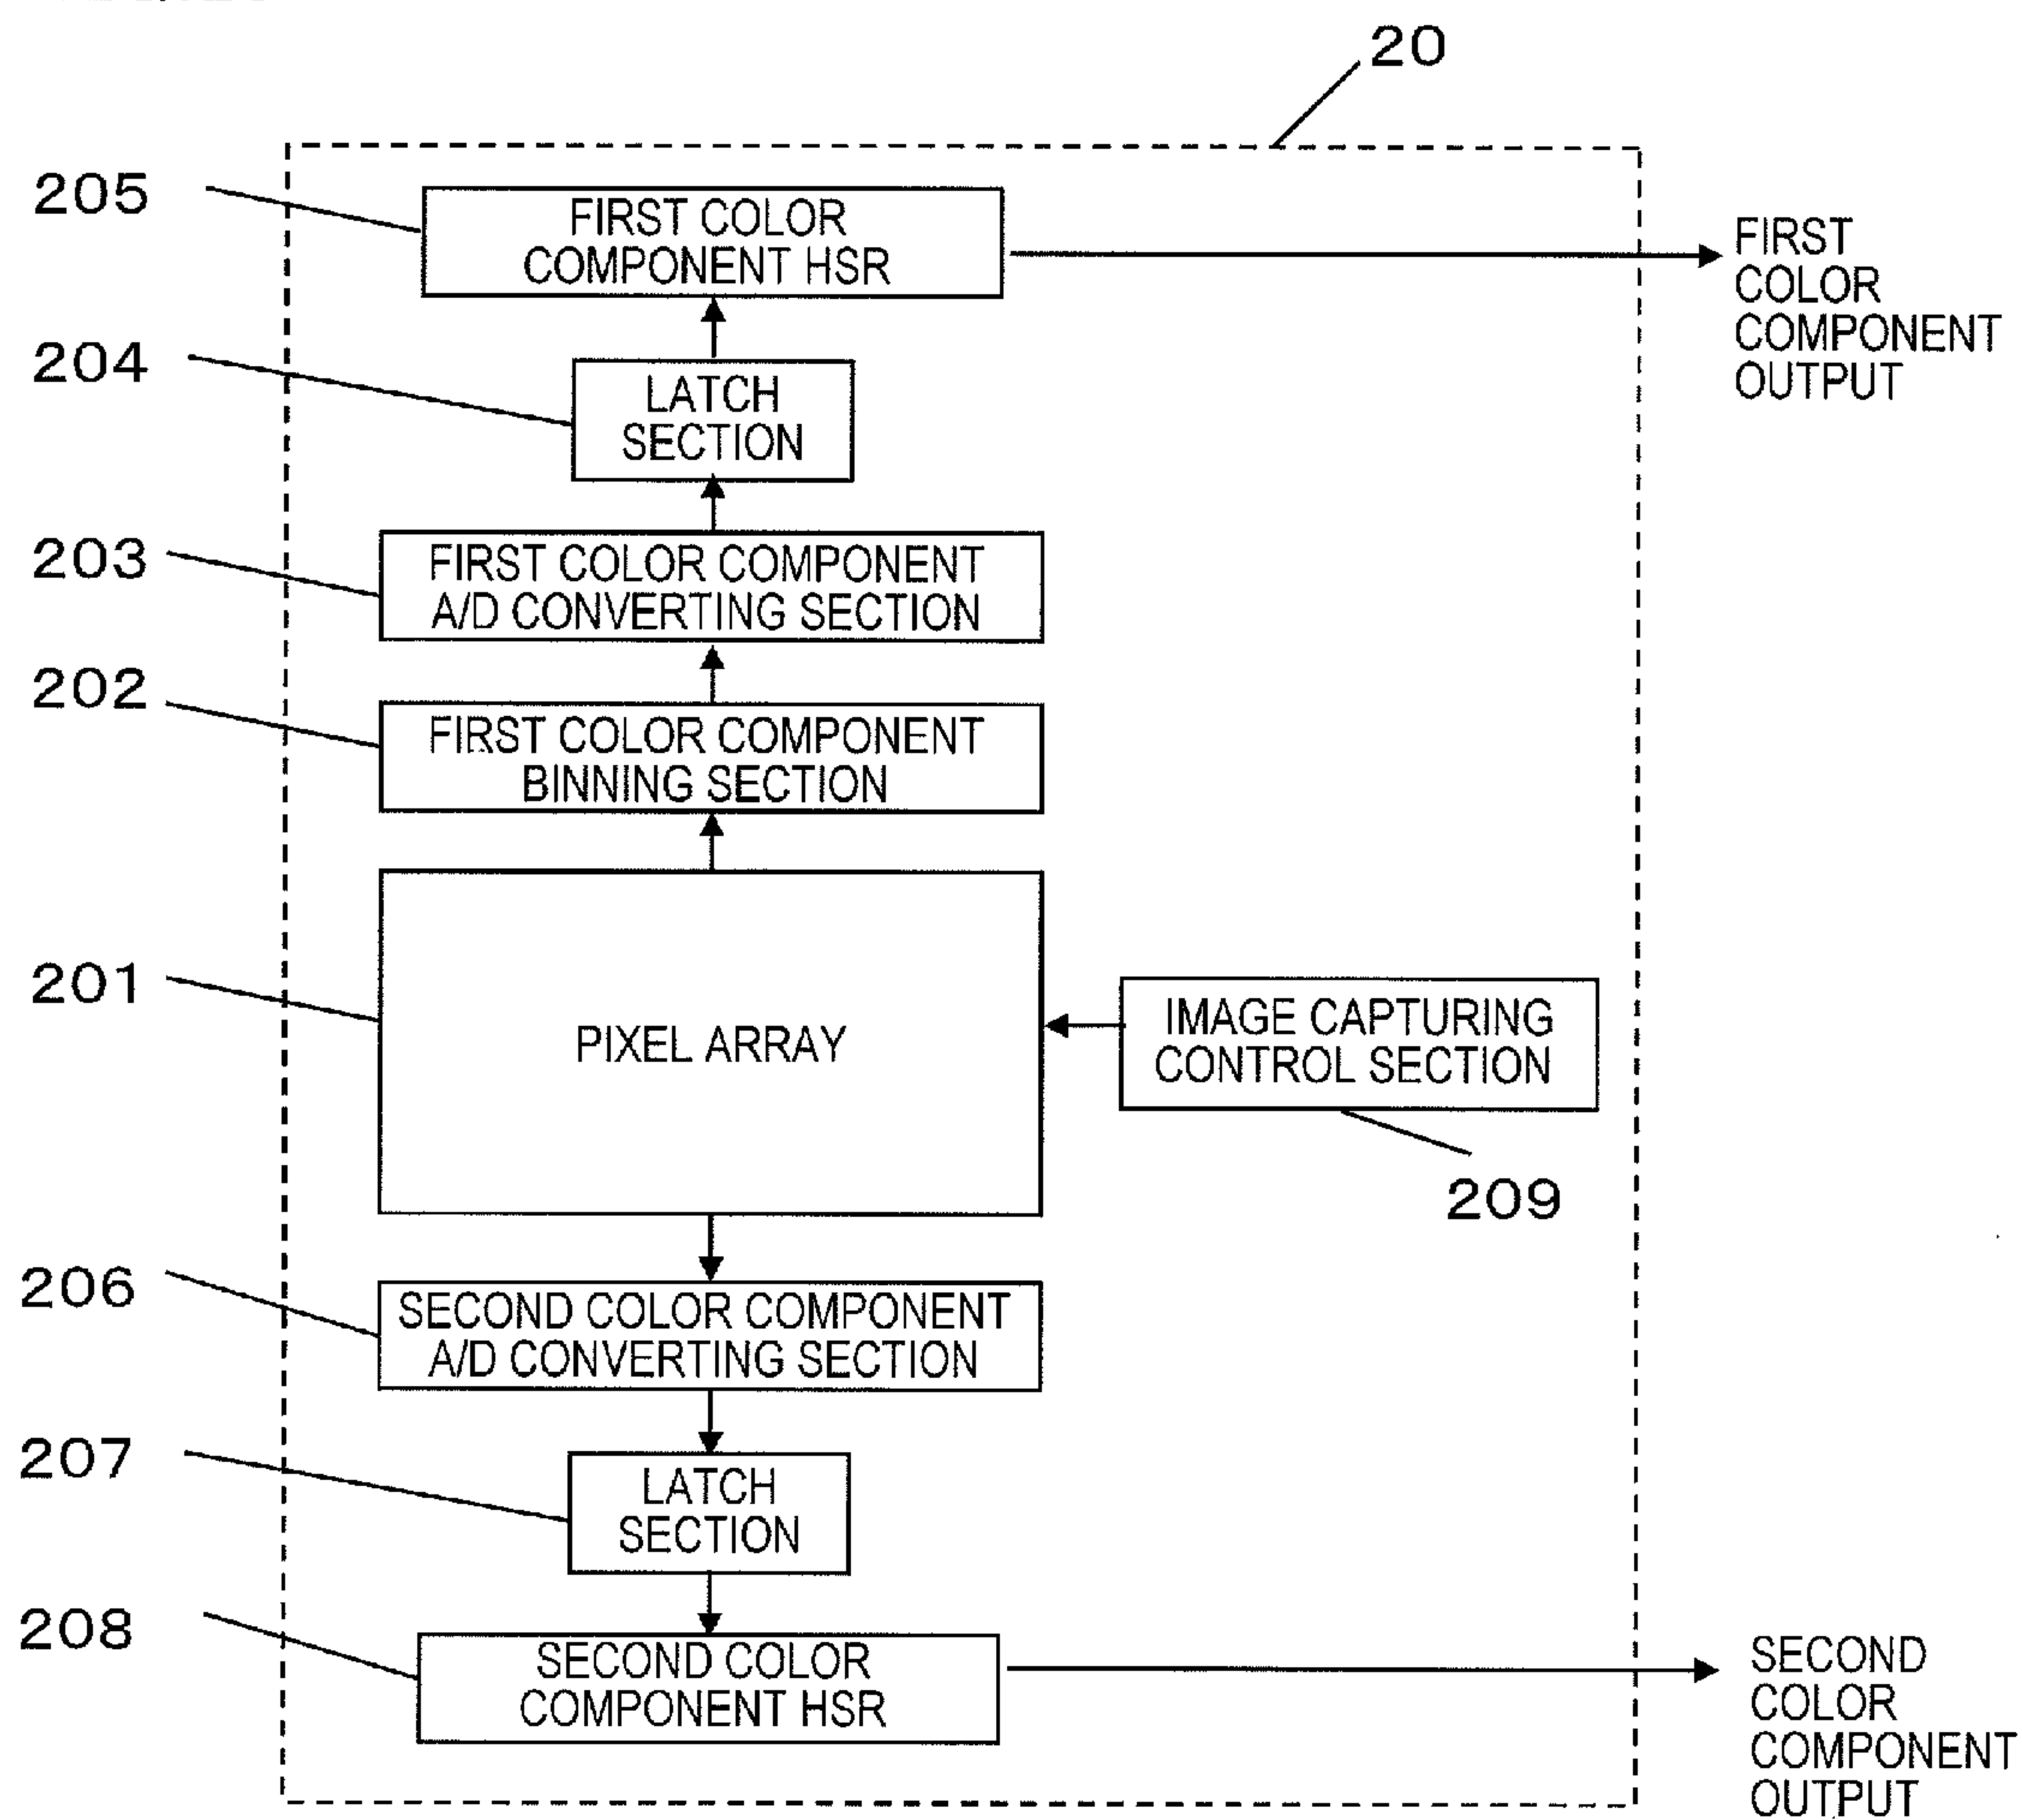 20
205
FIRST COLOR
COMPONENT HSR
FIRST
COLOR
COMPONENT
OUTPUT
204
LATCH
SECTION
203
FIRST COLOR COMPONENT
A/D CONVERTING SECTION
202
FIRST COLOR COMPONENT
BINNING SECTION
201
PIXEL ARRAY
IMAGE CAPTURING
CONTROL SECTION
209
206
SECOND COLOR COMPONENT
A/D CONVERTING SECTION
207
LATCH
SECTION
208
SECOND COLOR
COMPONENT HSR
SECOND
COLOR
COMPONENT
OUTPUT